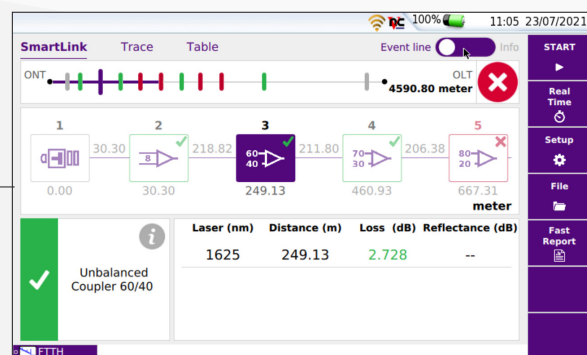 100% 11:05 23/07/2021
SmartLink Trace Table Event line Info
START
ONT OLT
4590.80 meter
Real
Time
1 2 3 4 5
30.30 218.82 211.80 206.38
8 60 40 70 30 80 20
0.00 30.30 249.13 460.93 667.31
meter
Setup
File
Laser (nm) Distance (m) Loss (dB) Reflectance (dB)
1625 249.13 2.728 --
i
Unbalanced
Coupler 60/40
Fast
Report
FTTH